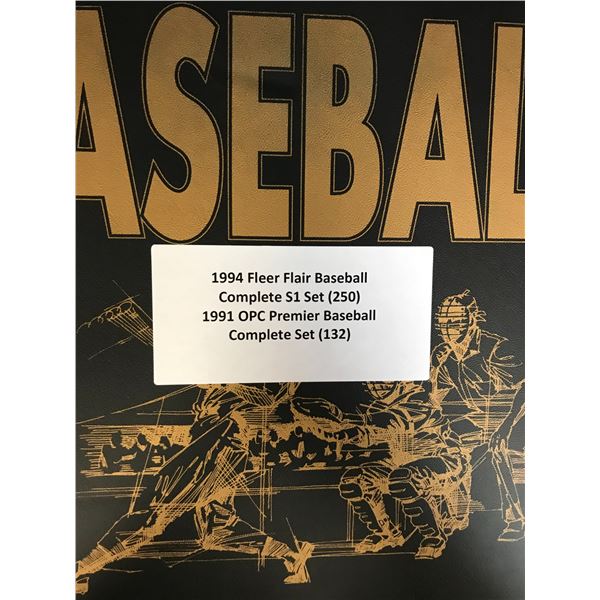 ASEBAL
1994 Fleer Flair Baseball
Complete S1 Set (250)
1991 OPC Premier Baseball
Complete Set (132)